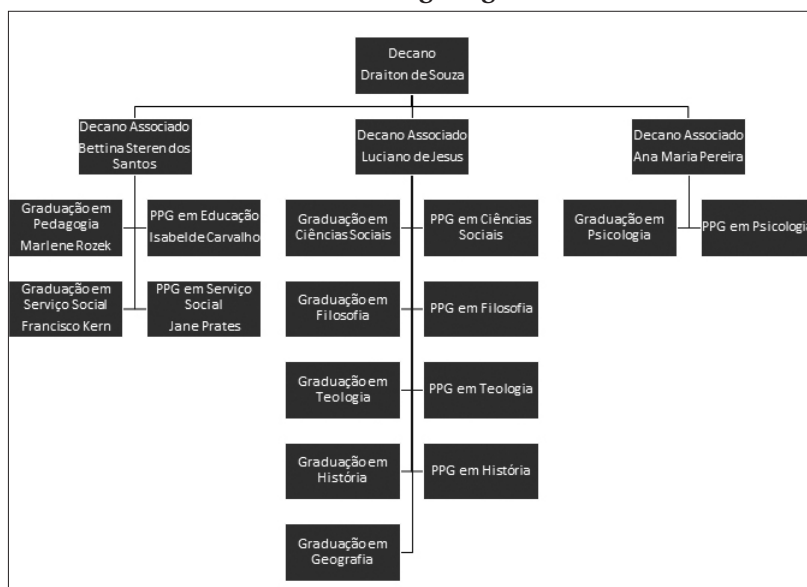 Decano
Draiton de Souza
Decano Associado
Bettina Steren dos
Santos
Decano Associado
Luciano de Jesus
Decano Associado
Ana Maria Pereira
Graduação em
Pedagogia
Marlene Rozek
PPG em Educação
Isabel de Carvalho
Graduação em
Serviço Social
Francisco Kern
PPG em Serviço
Social
Jane Prates
Graduação em
Ciências Sociais
PPG em Ciências
Sociais
Graduação em
Filosofia
PPG em Filosofia
Graduação em
Teologia
PPG em Teologia
Graduação em
História
PPG em História
Graduação em
Geografia
Graduação em
Psicologia
PPG em Psicologia